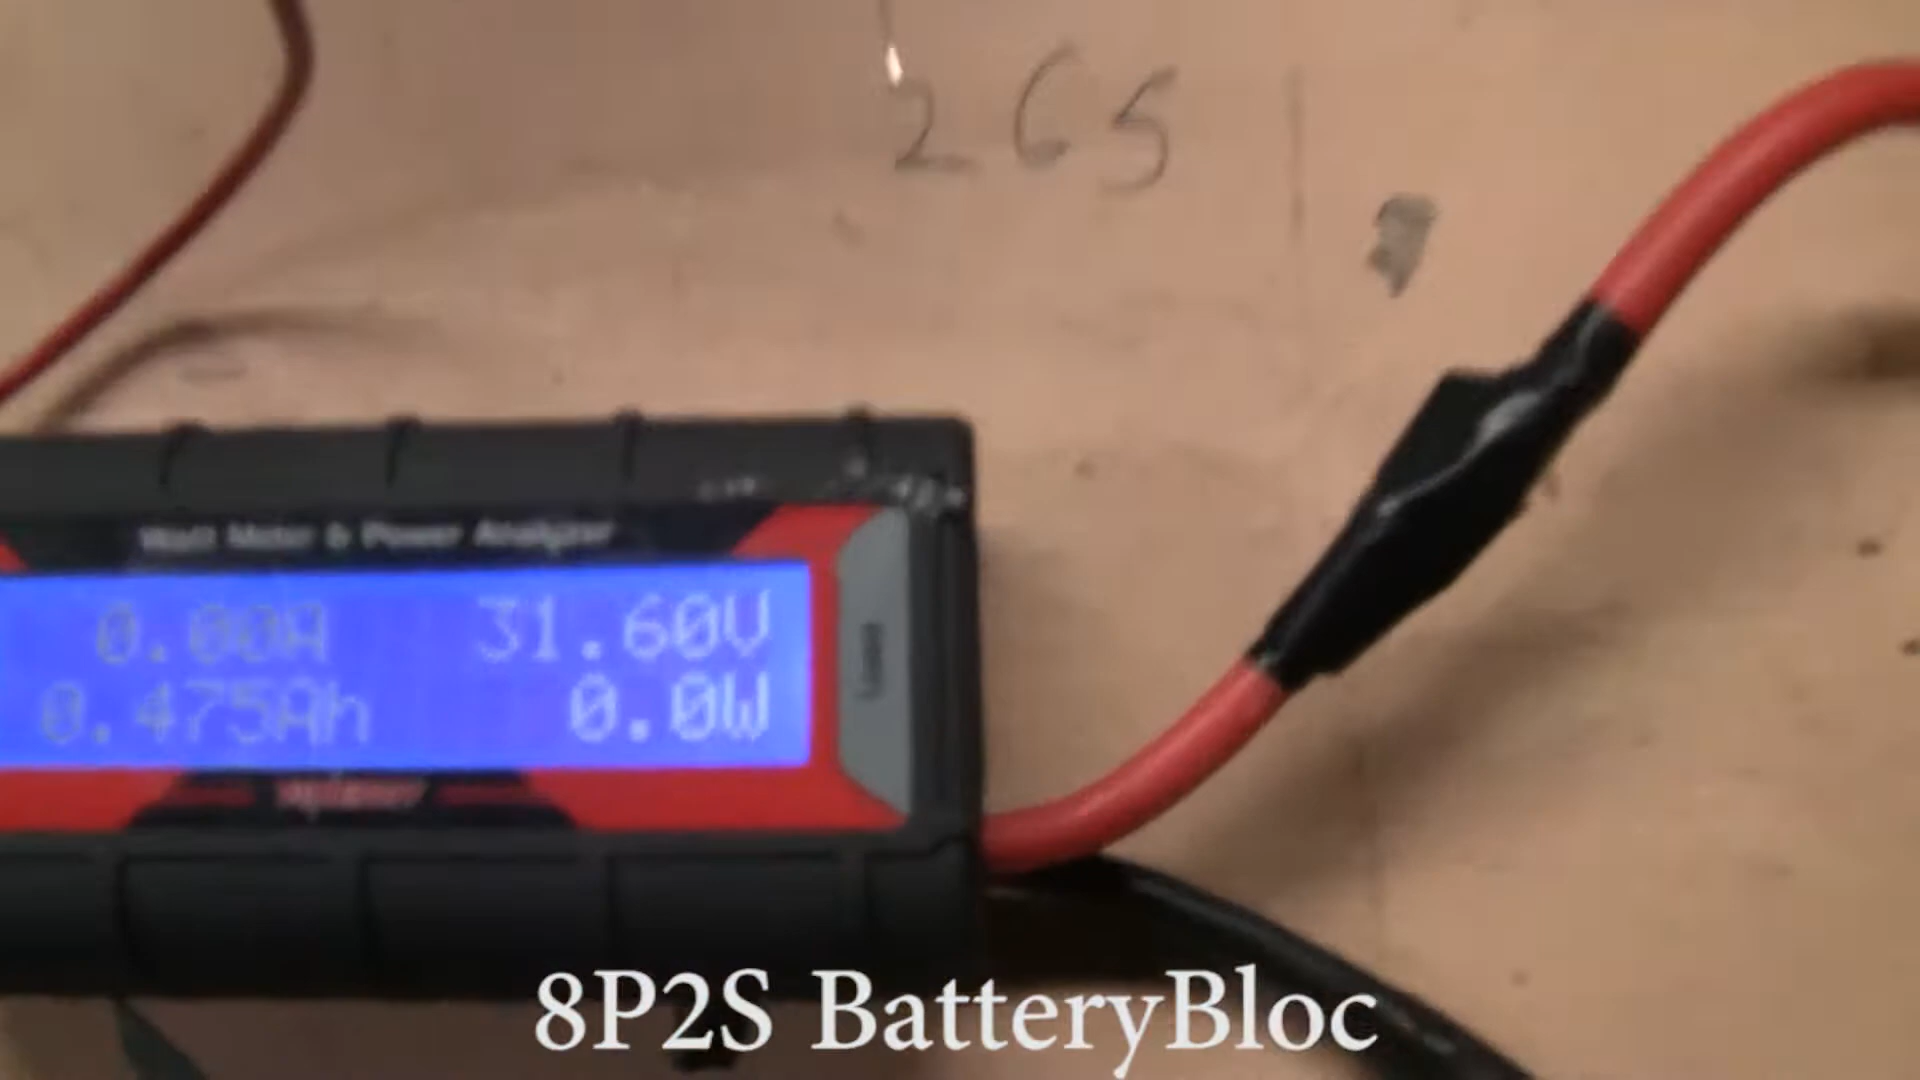 265
Watt Meter & Power Analyzer
0.00A 31.60V
0.475Ah 0.0W
8P2S BatteryBloc